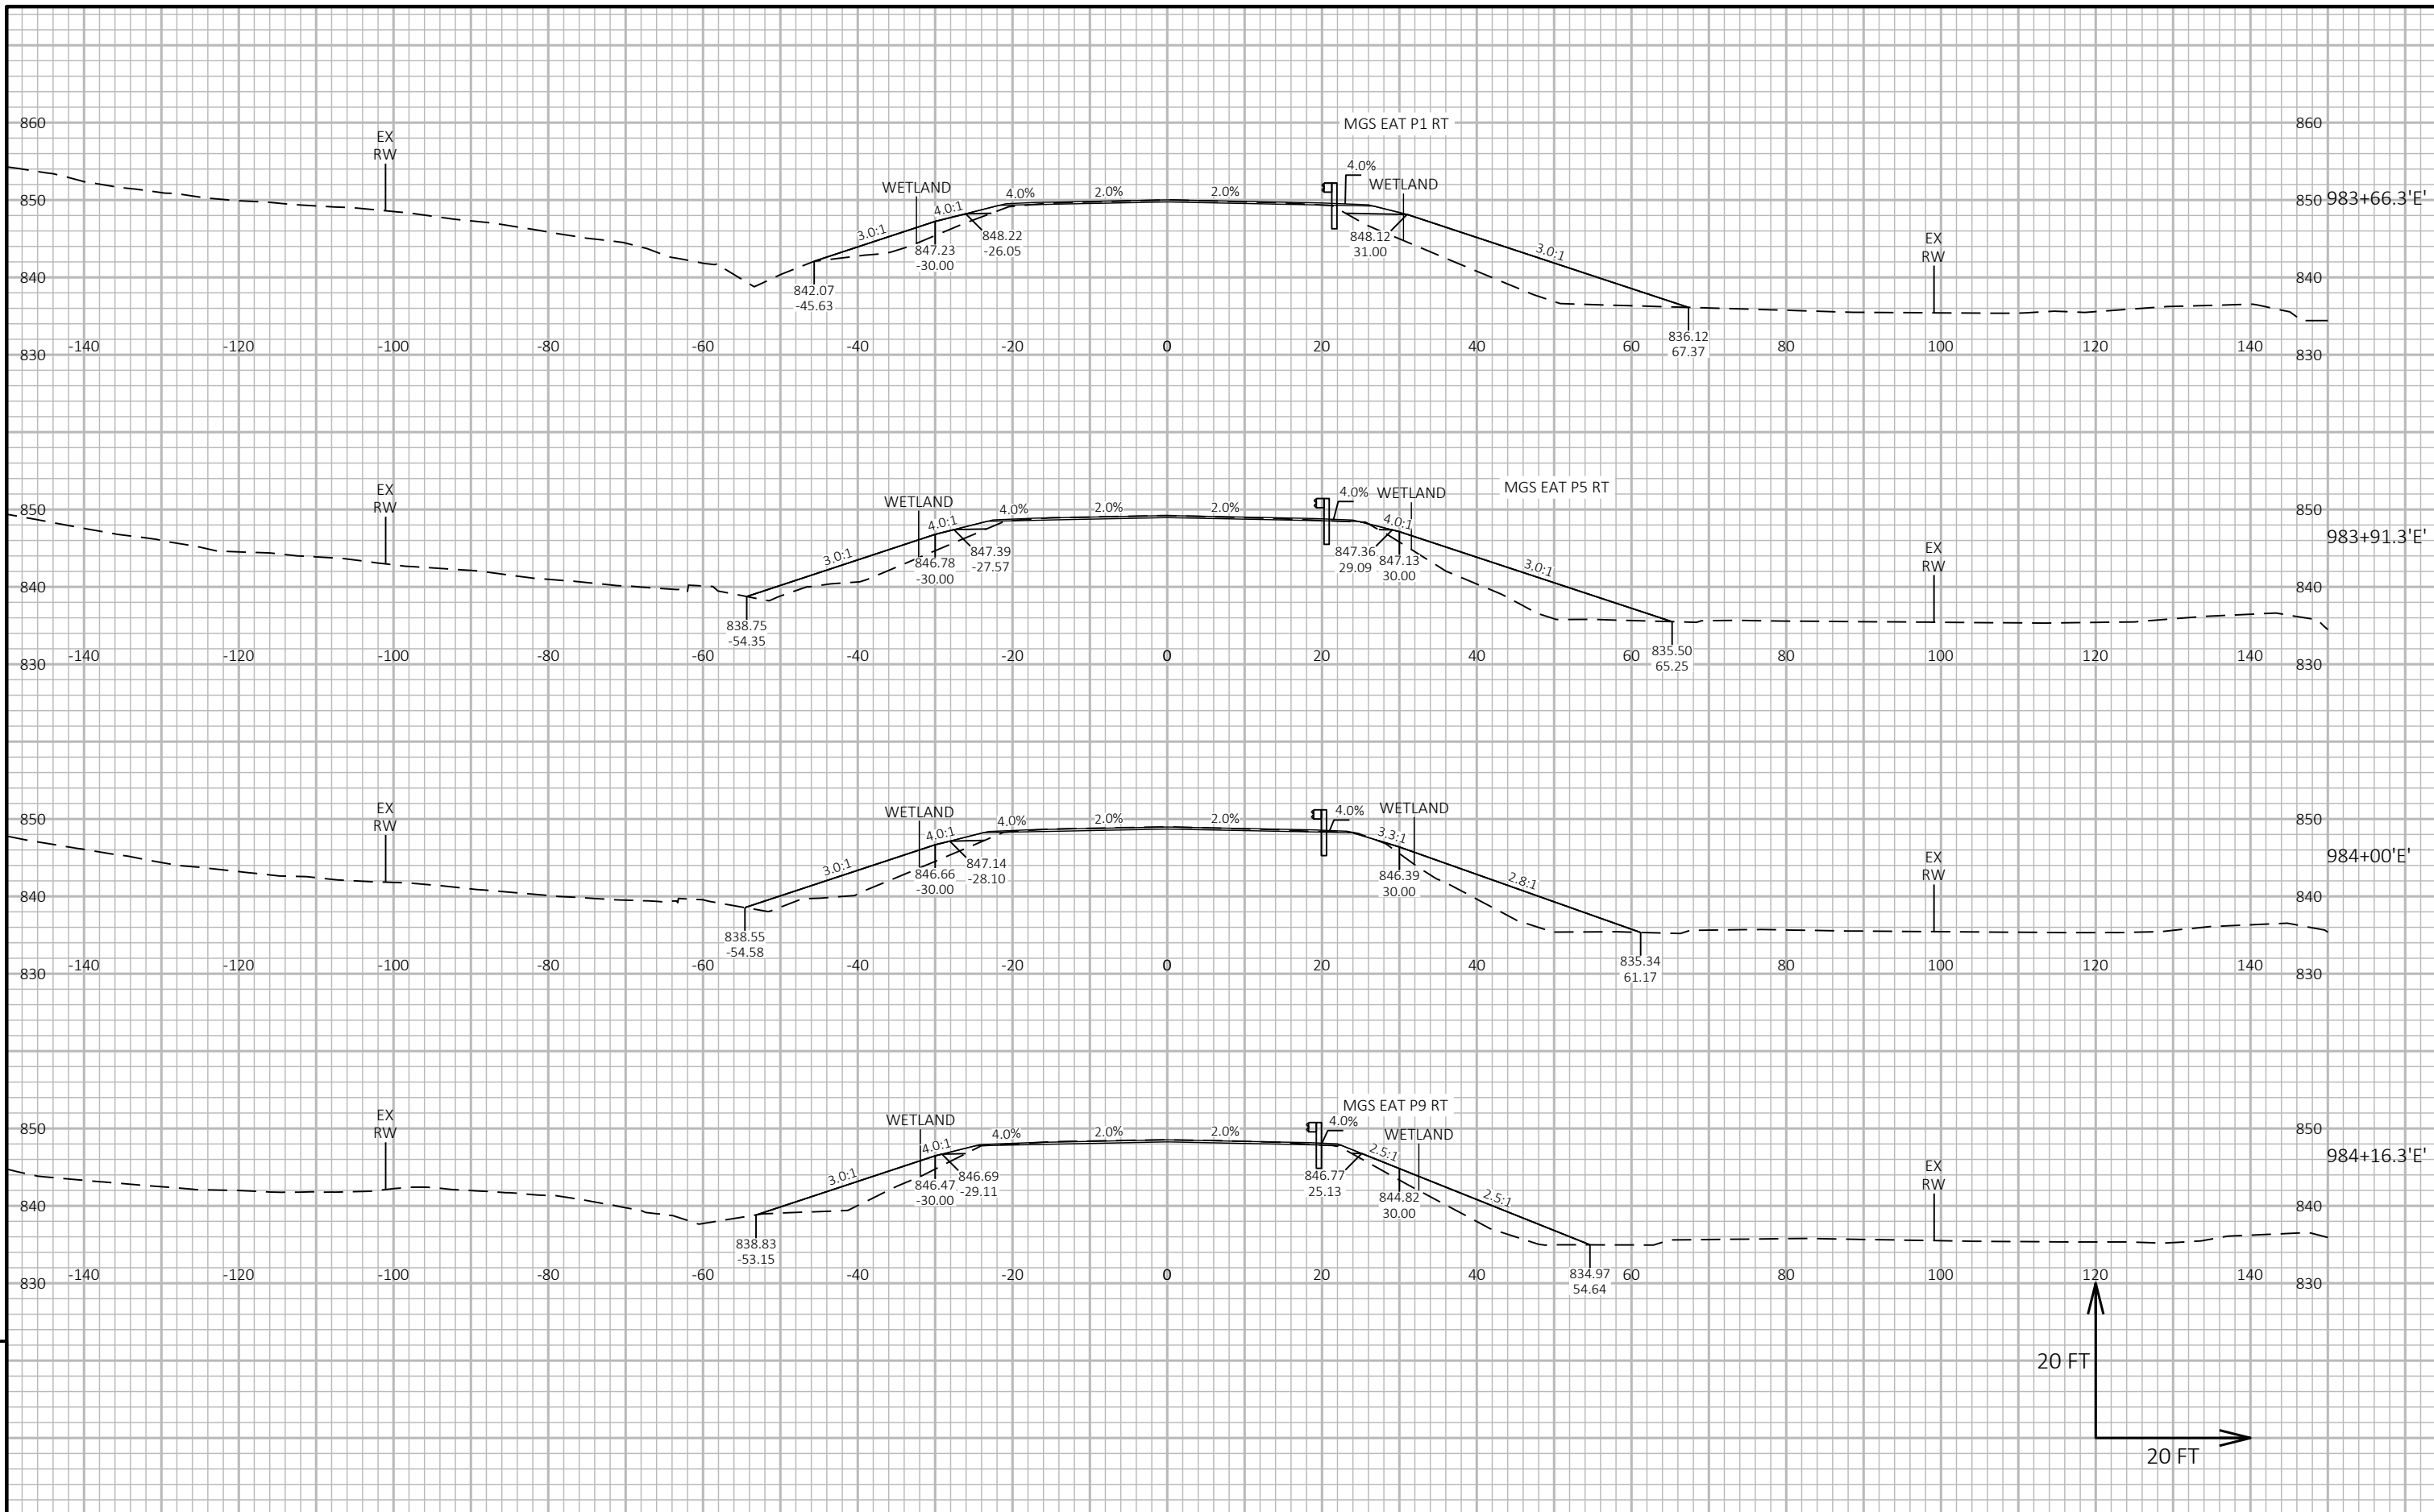 MGS EAT P1 RT
860 860
EX
RW
4.0%
WETLAND 4.0% 2.0% 2.0% WETLAND
850 850 983+66.3'E'
4.0:1
3.0:1
848.22
-26.05
847.23
-30.00
848.12
31.00
3.0:1
EX
RW
840 840
842.07
-45.63
836.12
67.37
-140 -120 -100 -80 -60 -40 -20 0 20 40 60 80 100 120 140
830 830
MGS EAT P5 RT
EX
RW
WETLAND 4.0% 2.0% 2.0% 4.0% WETLAND
850 850
983+91.3'E'
4.0:1 4.0:1
3.0:1
847.39
-27.57
846.78
-30.00
847.36
29.09
847.13
30.00
3.0:1
EX
RW
840 840
838.75
-54.35
835.50
65.25
-140 -120 -100 -80 -60 -40 -20 0 20 40 60 80 100 120 140
830 830
EX
RW
WETLAND 4.0% 2.0% 2.0% 4.0% WETLAND
850 850
4.0:1 3.3:1
984+00'E'
3.0:1
847.14
-28.10
846.66
-30.00
846.39
30.00
2.8:1
EX
RW
840 840
838.55
-54.58
835.34
61.17
-140 -120 -100 -80 -60 -40 -20 0 20 40 60 80 100 120 140
830 830
MGS EAT P9 RT
EX
RW
WETLAND 4.0% 2.0% 2.0% 4.0% WETLAND
850 850
4.0:1 2.5:1
984+16.3'E'
3.0:1
846.69
-29.11
846.47
-30.00
846.77
25.13
844.82
30.00
2.5:1
EX
RW
840 840
838.83
-53.15
834.97
54.64
-140 -120 -100 -80 -60 -40 -20 0 20 40 60 80 100 120 140
830 830
20 FT
20 FT